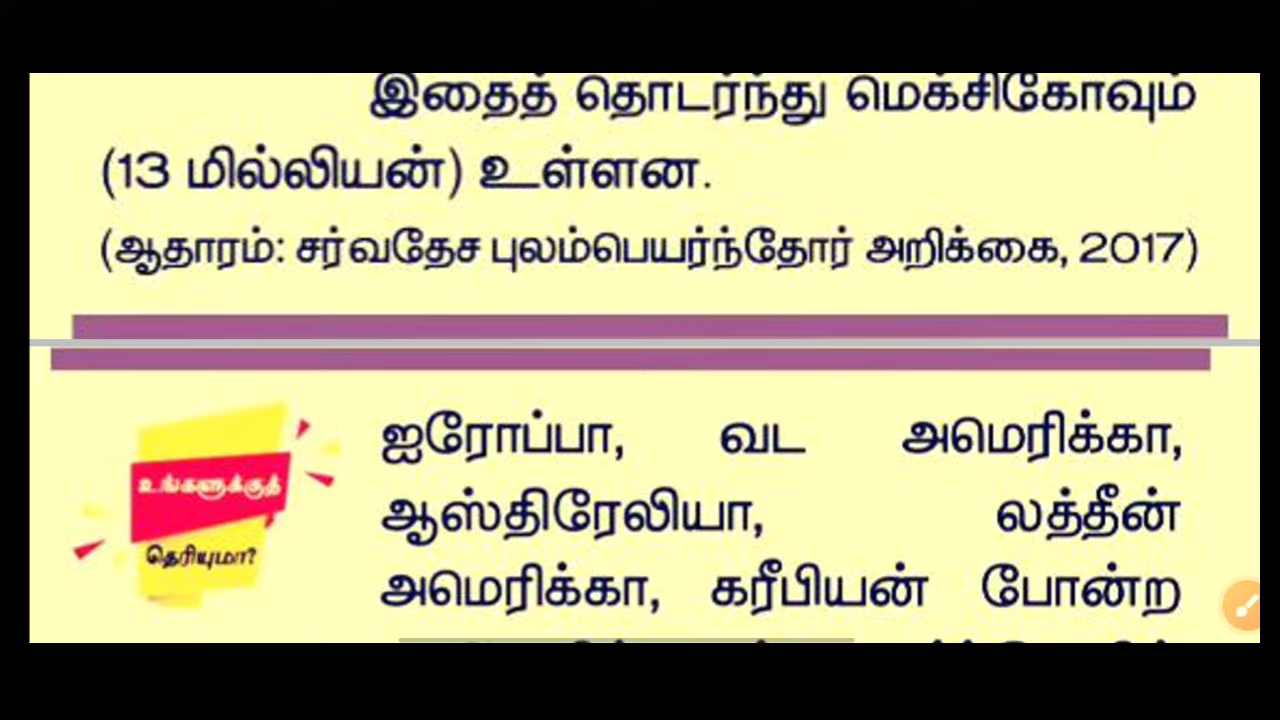 இதைத் தொடர்ந்து மெக்சிகோவும்
(13 மில்லியன்) உள்ளன.
(ஆதாரம்: சர்வதேச புலம்பெயர்ந்தோர் அறிக்கை, 2017)
உங்களுக்குத்
தெரியுமா?
ஐரோப்பா, வட அமெரிக்கா,
ஆஸ்திரேலியா, லத்தீன்
அமெரிக்கா, கரீபியன் போன்ற